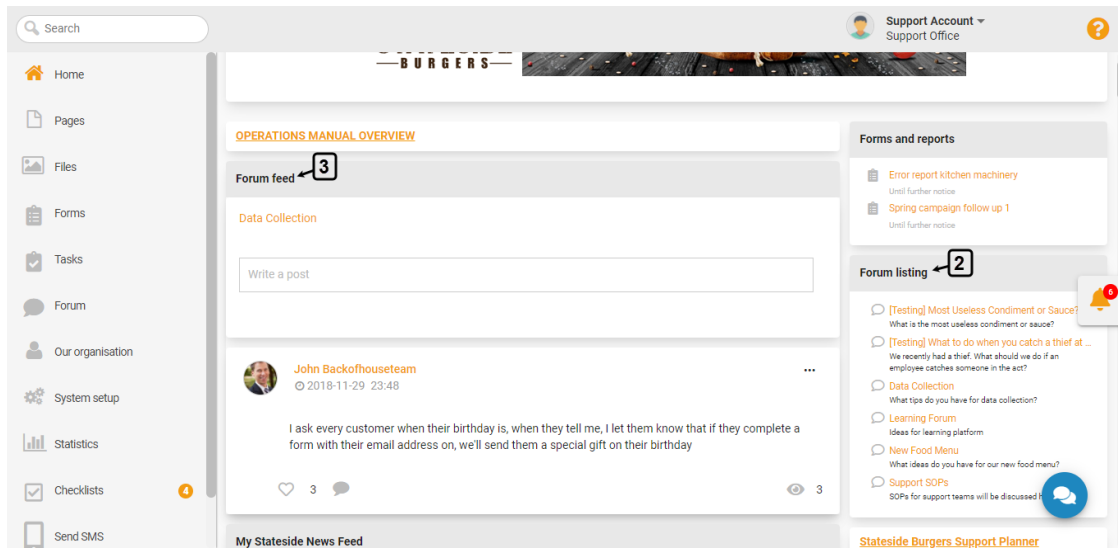 Search
Support Account
Support Office
?
Home
Pages
Files
Forms
Tasks
Forum
Our organisation
System setup
Statistics
Checklists
4
Send SMS
BURGERS
OPERATIONS MANUAL OVERVIEW
Forum feed
3
Data Collection
Write a post
John Backofhouseteam
2018-11-29 23:48
I ask every customer when their birthday is, when they tell me, I let them know that if they complete a
form with their email address on, we'll send them a special gift on their birthday
3
3
My Stateside News Feed
Forms and reports
Error report kitchen machinery
Until further notice
Spring campaign follow up 1
Until further notice
Forum listing
2
[Testing] Most Useless Condiment or Sauce?
What is the most useless condiment or sauce?
[Testing] What to do when you catch a thief at ...
We recently had a thief. What should we do if an
employee catches someone in the act?
Data Collection
What tips do you have for data collection?
Learning Forum
Ideas for learning platform
New Food Menu
What ideas do you have for our new food menu?
Support SOPs
SOPs for support teams will be discussed
Stateside Burgers Support Planner